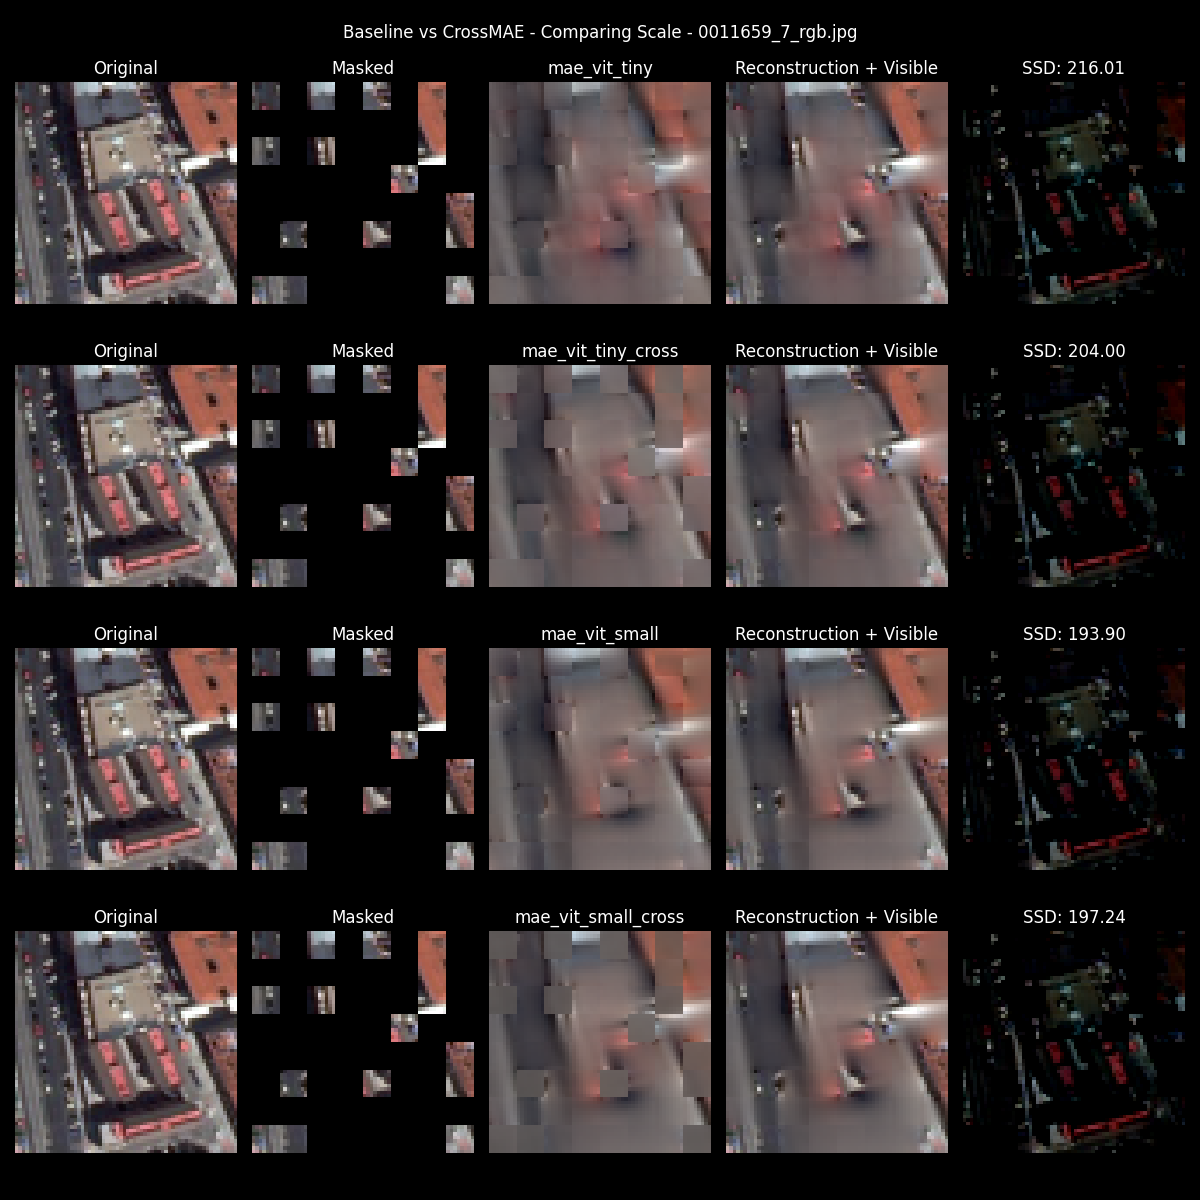 Baseline vs CrossMAE - Comparing Scale - 0011659_7_rgb.jpg
Original Masked mae_vit_tiny Reconstruction + Visible SSD: 216.01
Original Masked mae_vit_tiny_cross Reconstruction + Visible SSD: 204.00
Original Masked mae_vit_small Reconstruction + Visible SSD: 193.90
Original Masked mae_vit_small_cross Reconstruction + Visible SSD: 197.24